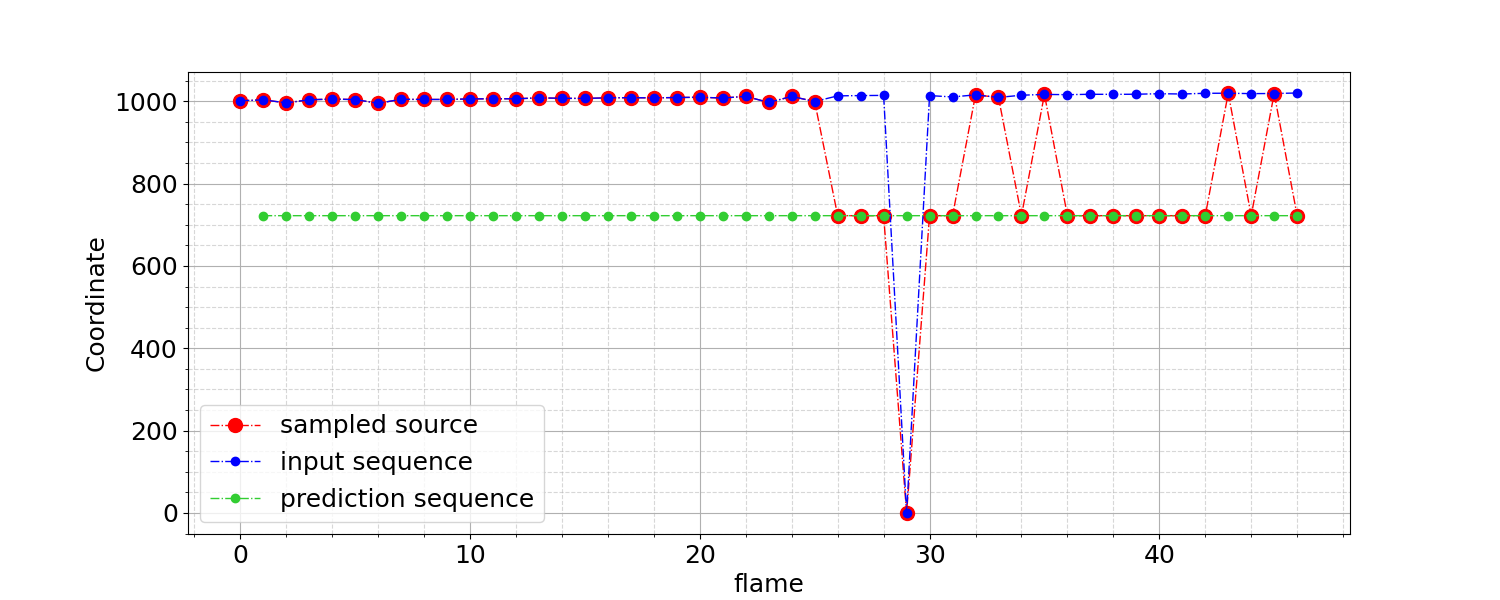 1000
800
600
400
200
0
Coordinate
sampled source
input sequence
prediction sequence
0 10 20 30 40
flame